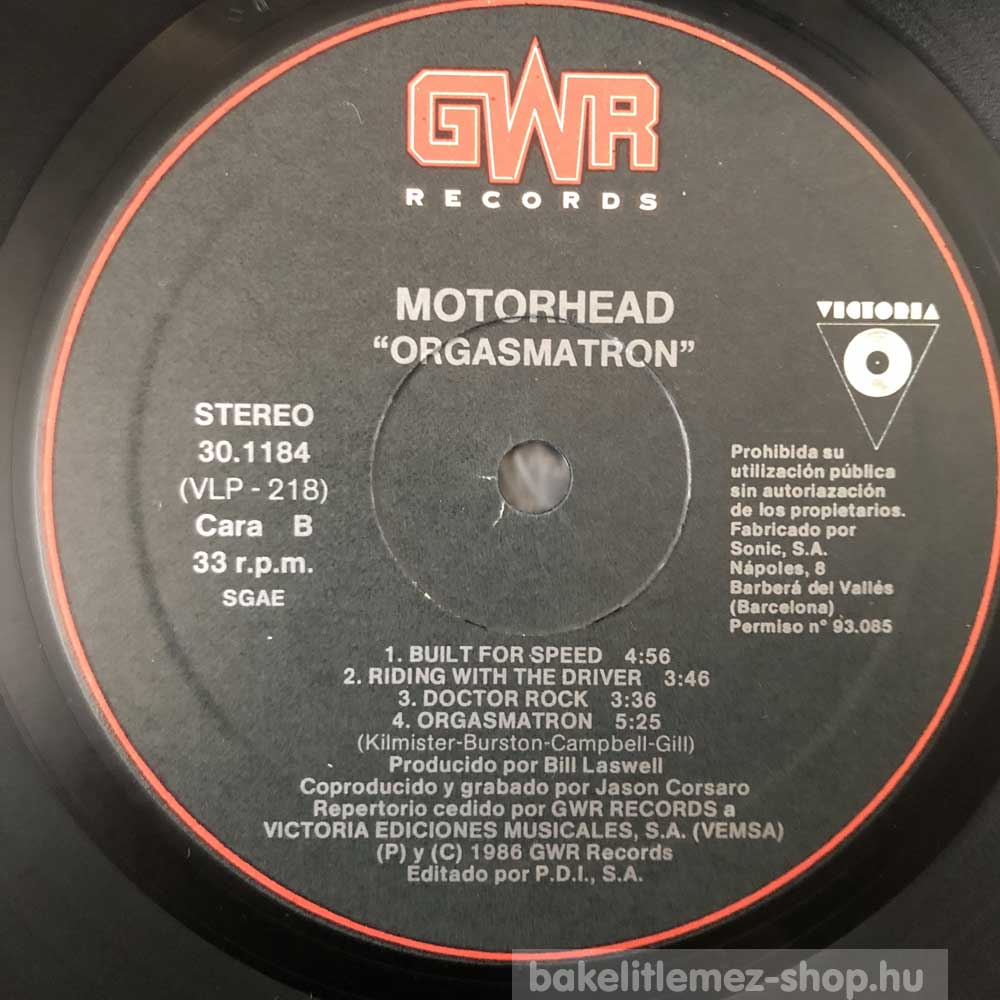 GWR
RECORDS
MOTORHEAD
“ORGASMATRON”
VICTORIA
STEREO
30.1184
(VLP - 218)
Cara B
33 r.p.m.
SGAE
Prohibida su
utilización pública
sin autoriazación
de los propietarios.
Fabricado por
Sonic, S.A.
Nápoles, 8
Barberá del Vallés
(Barcelona)
Permiso n° 93.085
1. BUILT FOR SPEED 4:56
2. RIDING WITH THE DRIVER 3:46
3. DOCTOR ROCK 3:36
4. ORGASMATRON 5:25
(Kilmister-Burston-Campbell-Gill)
Producido por Bill Laswell
Coproducido y grabado por Jason Corsaro
Repertorio cedido por GWR RECORDS a
VICTORIA EDICIONES MUSICALES, S.A. (VEMSA)
(P) y (C) 1986 GWR Records
Editado por P.D.I., S.A.
bakelitlemez-shop.hu